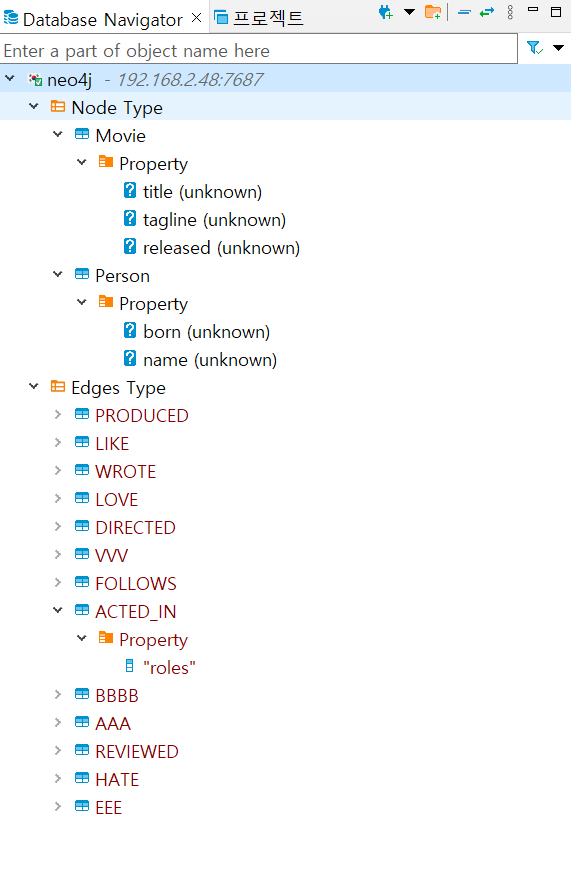 Database Navigator 프로젝트
Enter a part of object name here
neo4j - 192.168.2.48:7687
Node Type
Movie
Property
title (unknown)
tagline (unknown)
released (unknown)
Person
Property
born (unknown)
name (unknown)
Edges Type
PRODUCED
LIKE
WROTE
LOVE
DIRECTED
VVV
FOLLOWS
ACTED_IN
Property
"roles"
BBBB
AAA
REVIEWED
HATE
EEE